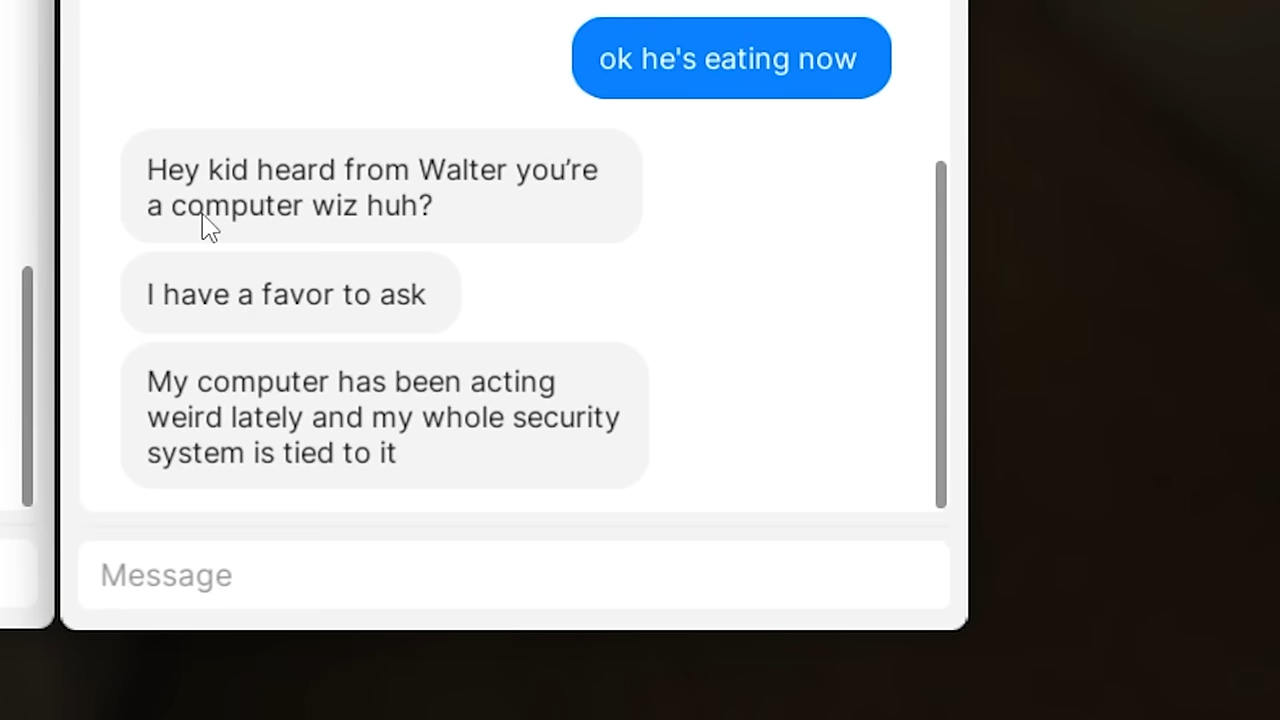 ok he's eating now
Hey kid heard from Walter you’re
a computer wiz huh?
I have a favor to ask
My computer has been acting
weird lately and my whole security
system is tied to it
Message